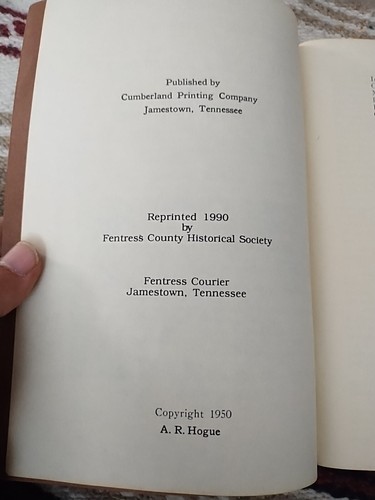 Published by
Cumberland Printing Company
Jamestown, Tennessee
Reprinted 1990
by
Fentress County Historical Society
Fentress Courier
Jamestown, Tennessee
Copyright 1950
A. R. Hogue